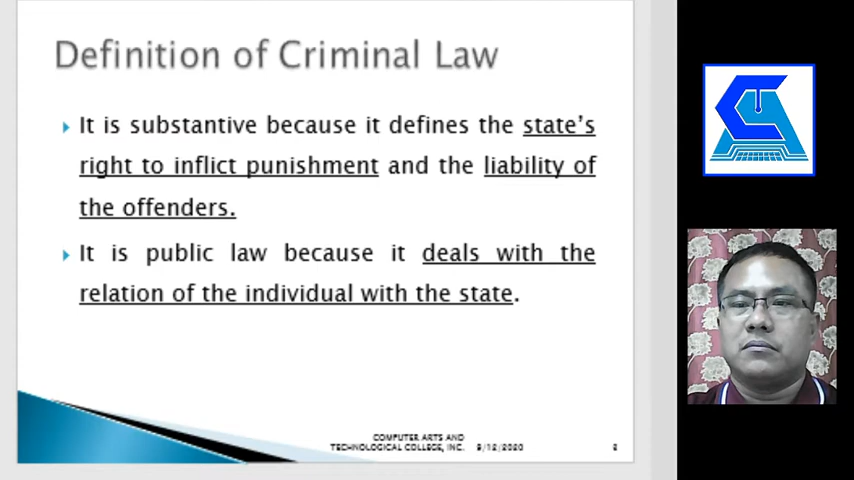 Definition of Criminal Law
It is substantive because it defines the state's
right to inflict punishment and the liability of
the offenders.
It is public law because it deals with the
relation of the individual with the state.
COMPUTER ARTS AND
TECHNOLOGICAL COLLEGE, INC.